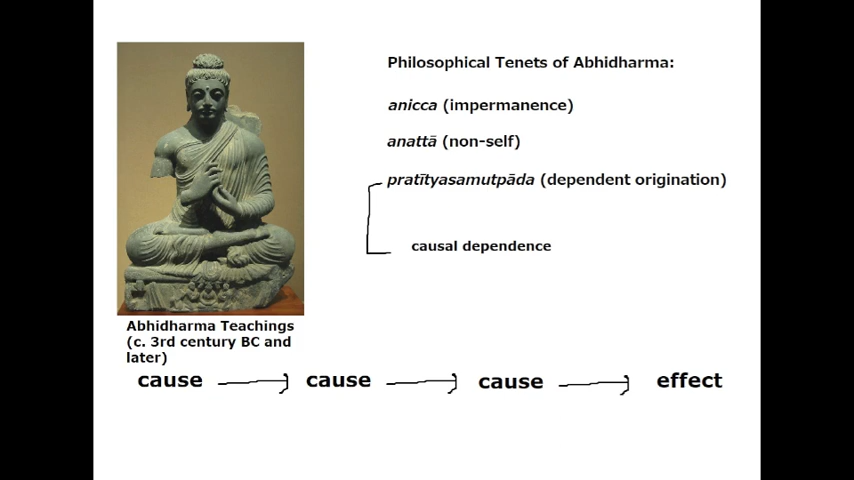 Philosophical Tenets of Abhidharma:
anicca (impermanence)
anattā (non-self)
pratītyasamutpāda (dependent origination)
causal dependence
Abhidharma Teachings
(c. 3rd century BC and
later)
cause cause cause effect